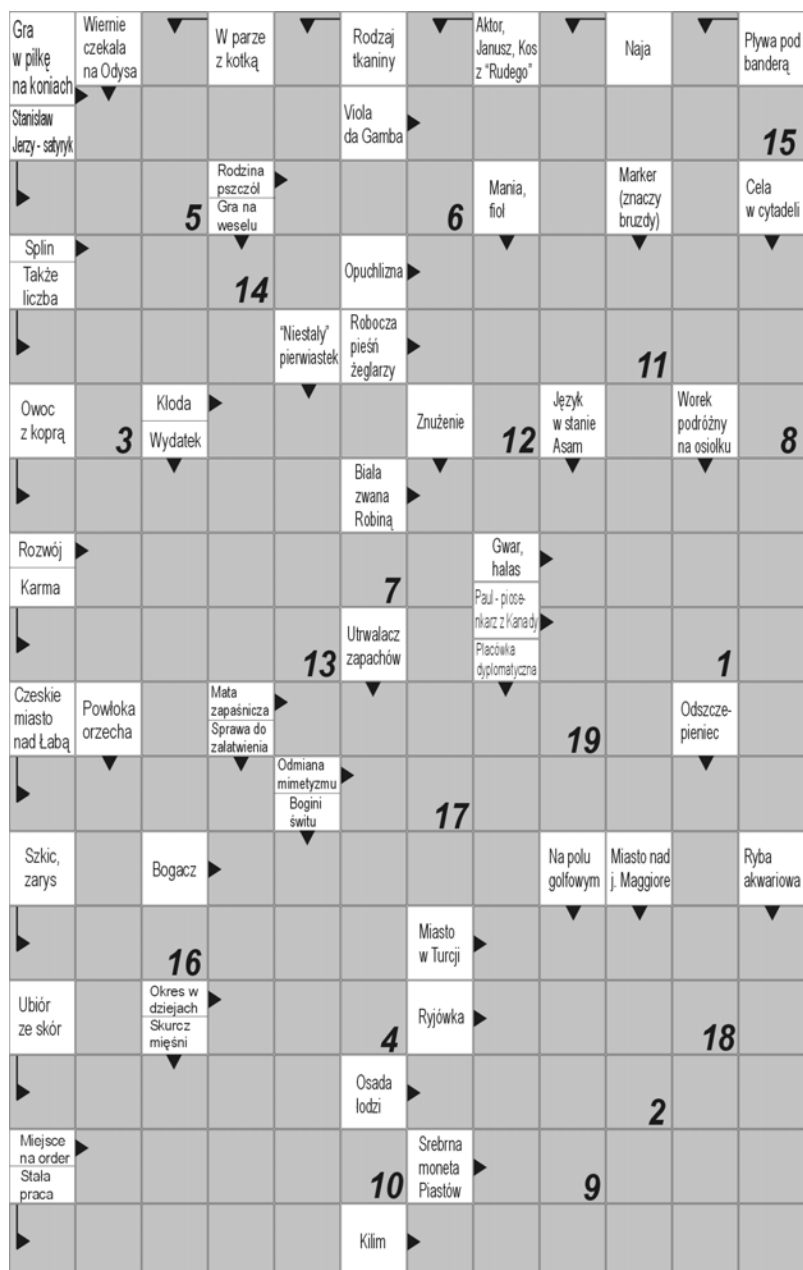 Gra
w piłkę
na koniach
Stanisław
Jerzy - satyryk
Wiernie
czekała
na Odysa
W parze
z kotką
Rodzaj
tkaniny
Aktor,
Janusz, Kos
z "Rudego"
Naja
Pływa pod
banderą
Viola
da Gamba
15
5
Rodzina
pszczół
Gra na
weselu
6
Mania,
fioł
Marker
(znaczy
bruzdy)
Cela
w cytadeli
Splin
Także
liczba
14
Opuchlizna
"Niestały"
pierwiastek
Robocza
pieśń
żeglarzy
11
Owoc
z koprą
3
Kłoda
Wydatek
Znużenie
12
Język
w stanie
Asam
Worek
podróżny
na osiołku
8
Biała
zwana
Robiną
Rozwój
Karma
7
Gwar,
hałas
Paul - piose-
nkarz z Kanady
Placówka
dyplomatyczna
13
Utrwalacz
zapachów
1
Czeskie
miasto
nad Łabą
Powłoka
orzecha
Mata
zapaśnicza
Sprawa do
załatwienia
19
Odszcze-
pieniec
Odmiana
mimetyzmu
Bogini
świtu
17
Szkic,
zarys
Bogacz
Na polu
golfowym
Miasto nad
j. Maggiore
Ryba
akwariowa
16
Miasto
w Turcji
Ubiór
ze skór
Okres w
dziejach
Skurcz
mięśni
4
Ryjówka
18
Osada
łodzi
2
Miejsce
na order
Stała
praca
10
Srebrna
moneta
Piastów
9
Kilim